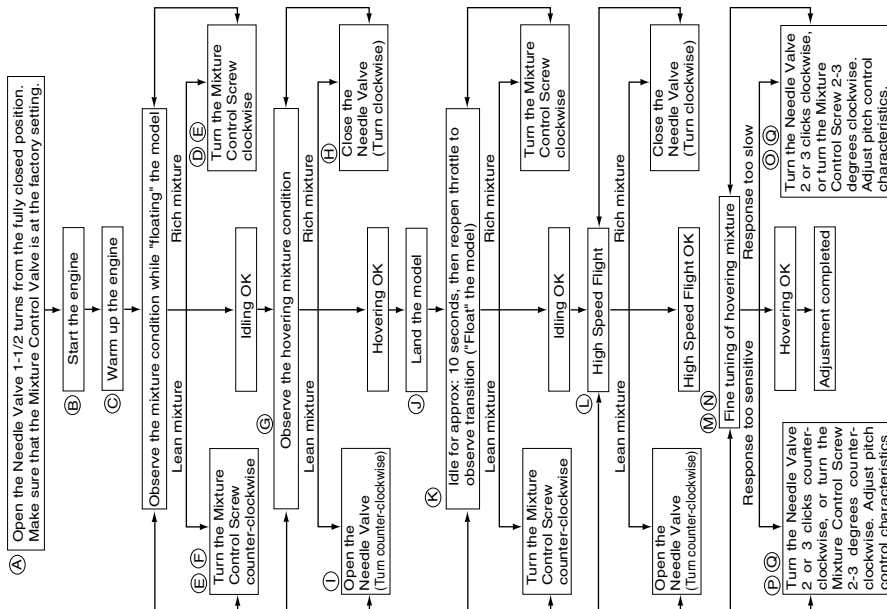 A
Open the Needle Valve 1-1/2 turns from the fully closed position.
Make sure that the Mixture Control Valve is at the factory setting.
B
Start the engine
C
Warm up the engine
Observe the mixture condition while "floating" the model
Lean mixture
Rich mixture
E F
Turn the Mixture
Control Screw
counter-clockwise
Idling OK
D E
Turn the Mixture
Control Screw
clockwise
G
Observe the hovering mixture condition
Lean mixture
Rich mixture
I
Open the
Needle Valve
(Turn counter-clockwise)
Hovering OK
H
Close the
Needle Valve
(Turn clockwise)
J
Land the model
K
Idle for approx: 10 seconds, then reopen throttle to
observe transition ("Float" the model)
Lean mixture
Rich mixture
Turn the Mixture
Control Screw
counter-clockwise
Idling OK
Turn the Mixture
Control Screw
clockwise
L
High Speed Flight
Lean mixture
Rich mixture
Open the
Needle Valve
(Turn counter-clockwise)
High Speed Flight OK
Close the
Needle Valve
(Turn clockwise)
M N
Fine tuning of hovering mixture
Response too sensitive
Response too slow
P Q
Turn the Needle Valve
2 or 3 clicks counter-
clockwise, or turn the
Mixture Control Screw
2-3 degrees counter-
clockwise. Adjust pitch
control characteristics.
Hovering OK
Adjustment completed
O Q
Turn the Needle Valve
2 or 3 clicks clockwise,
or turn the Mixture
Control Screw 2-3
degrees clockwise.
Adjust pitch control
characteristics.